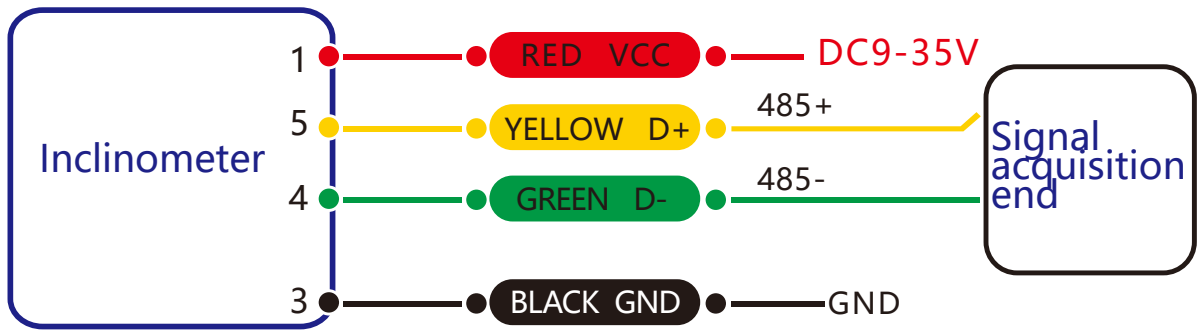 1 RED VCC DC9-35V
5 YELLOW D+ 485+
Inclinometer
4 GREEN D- 485-
Signal
acquisition
end
3 BLACK GND GND